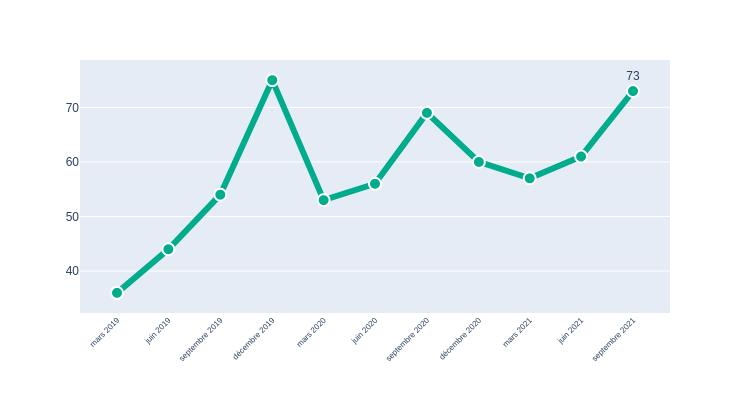 73
70
60
50
40
mars 2019
juin 2019
septembre 2019
décembre 2019
mars 2020
juin 2020
septembre 2020
décembre 2020
mars 2021
juin 2021
septembre 2021